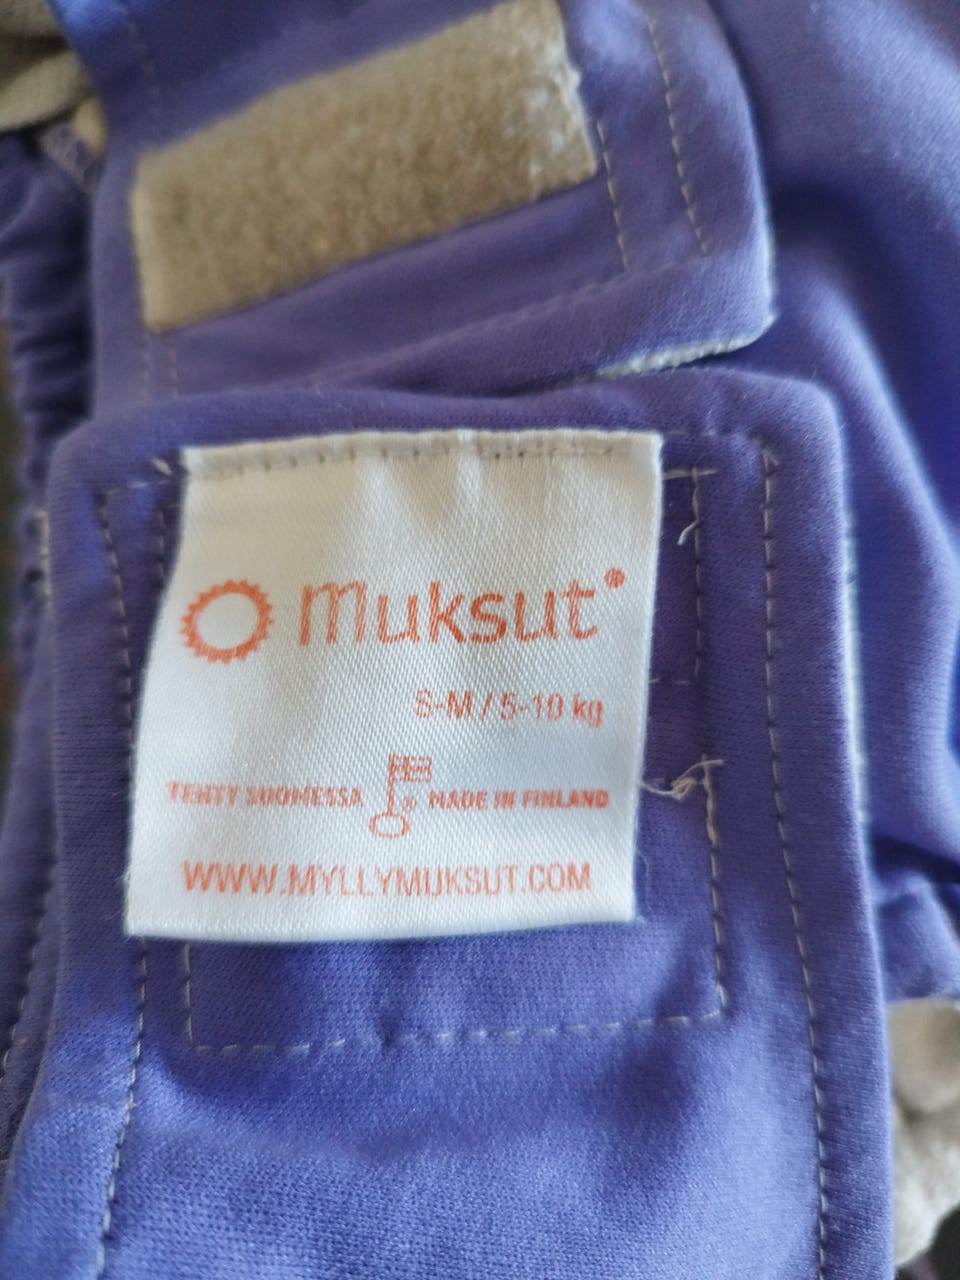 Muksut®
S-M / 5-10 kg
TEHTY SUOMESSA MADE IN FINLAND
WWW.MYLLYMUKSUT.COM